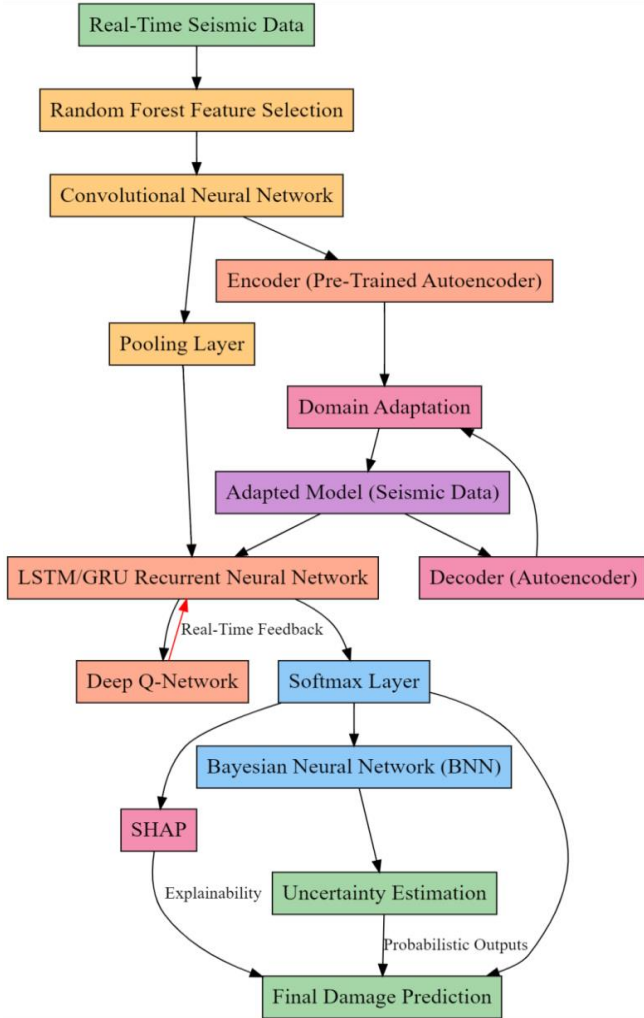 Real-Time Seismic Data
Random Forest Feature Selection
Convolutional Neural Network
Encoder (Pre-Trained Autoencoder)
Pooling Layer
Domain Adaptation
Adapted Model (Seismic Data)
LSTM/GRU Recurrent Neural Network
Decoder (Autoencoder)
Real-Time Feedback
Deep Q-Network
Softmax Layer
Bayesian Neural Network (BNN)
SHAP
Explainability
Uncertainty Estimation
Probabilistic Outputs
Final Damage Prediction